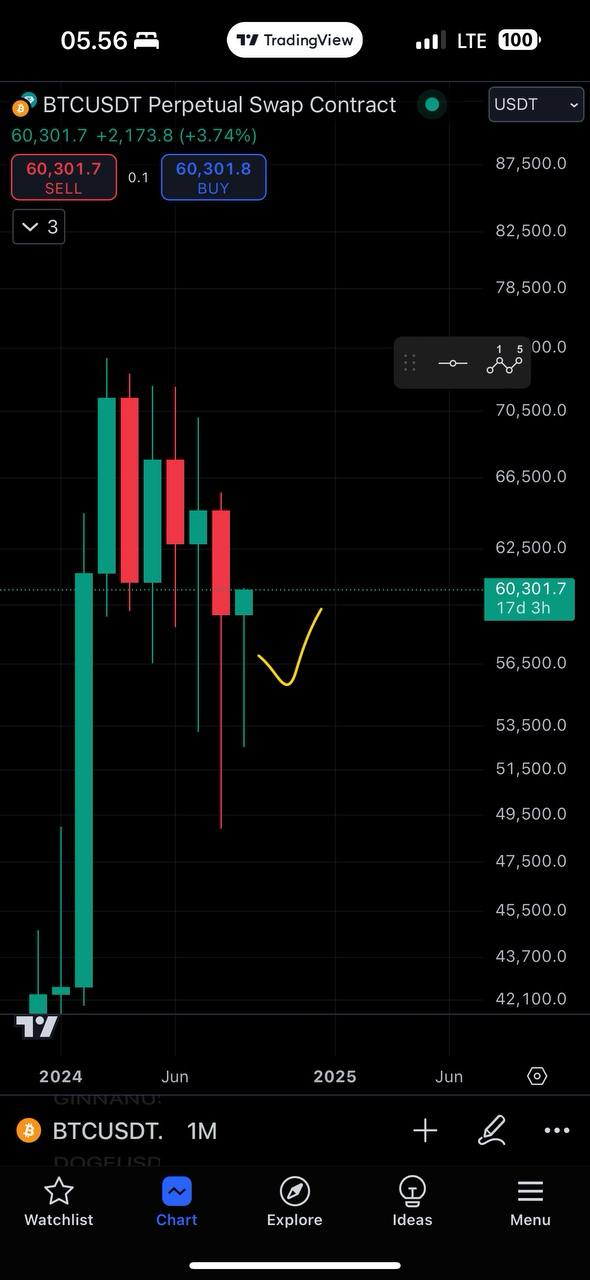 05.56 TradingView LTE 100
BTCUSDT Perpetual Swap Contract USDT
60,301.7 +2,173.8 (+3.74%)
60,301.7 SELL 0.1 60,301.8 BUY
87,500.0
3
82,500.0
78,500.0
1 5
00.0
70,500.0
66,500.0
62,500.0
60,301.7
17d 3h
56,500.0
53,500.0
51,500.0
49,500.0
47,500.0
45,500.0
43,700.0
42,100.0
2024 Jun 2025 Jun
BTCUSDT. 1M
Watchlist Chart Explore Ideas Menu